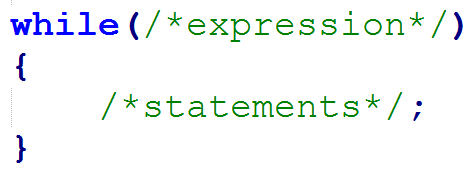 while(/*expression*/)
{
    /*statements*/;
}